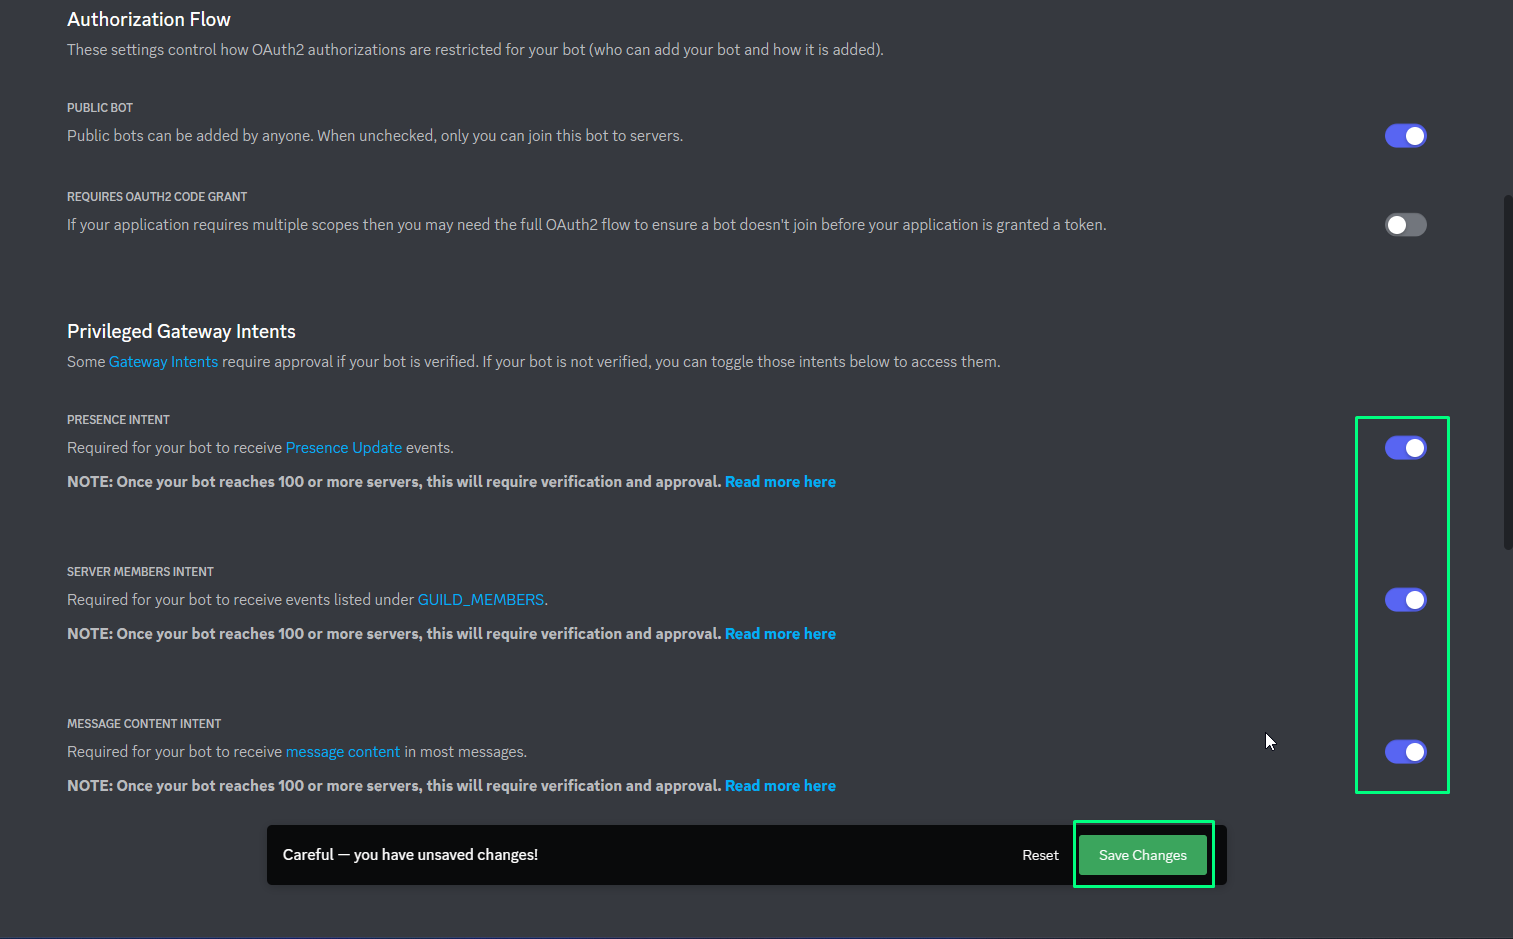 Authorization Flow
These settings control how OAuth2 authorizations are restricted for your bot (who can add your bot and how it is added).
PUBLIC BOT
Public bots can be added by anyone. When unchecked, only you can join this bot to servers.
REQUIRES OAUTH2 CODE GRANT
If your application requires multiple scopes then you may need the full OAuth2 flow to ensure a bot doesn't join before your application is granted a token.
Privileged Gateway Intents
Some Gateway Intents require approval if your bot is verified. If your bot is not verified, you can toggle those intents below to access them.
PRESENCE INTENT
Required for your bot to receive Presence Update events.
NOTE: Once your bot reaches 100 or more servers, this will require verification and approval. Read more here
SERVER MEMBERS INTENT
Required for your bot to receive events listed under GUILD_MEMBERS.
NOTE: Once your bot reaches 100 or more servers, this will require verification and approval. Read more here
MESSAGE CONTENT INTENT
Required for your bot to receive message content in most messages.
NOTE: Once your bot reaches 100 or more servers, this will require verification and approval. Read more here
Careful — you have unsaved changes! Reset Save Changes